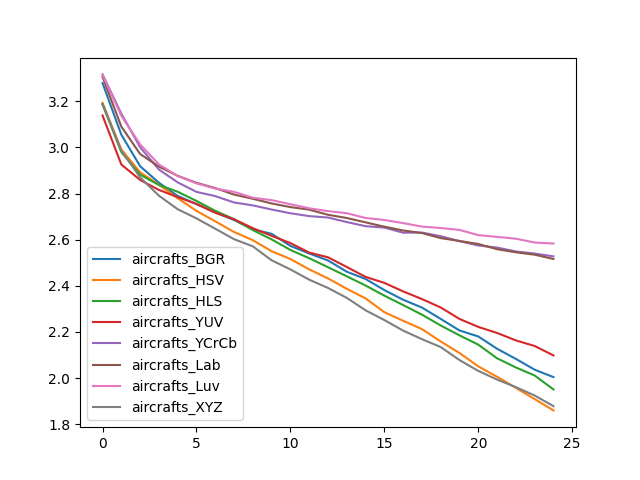 3.2
3.0
2.8
2.6
2.4
2.2
2.0
1.8
aircrafts_BGR
aircrafts_HSV
aircrafts_HLS
aircrafts_YUV
aircrafts_YCrCb
aircrafts_Lab
aircrafts_Luv
aircrafts_XYZ
0 5 10 15 20 25